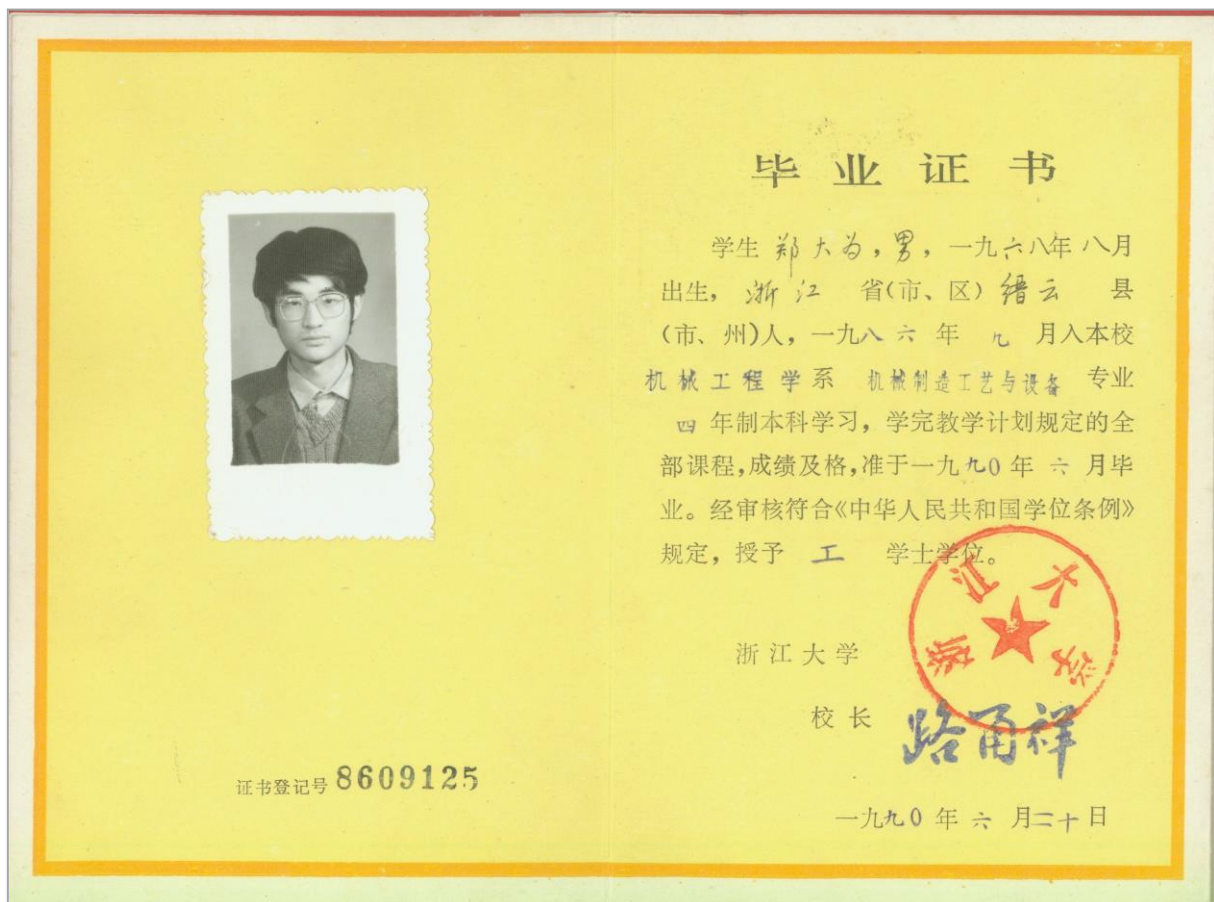 毕业证书
学生 郑大为，男，一九六八年八月
出生，浙江 省(市、区) 缙云 县
(市、州)人，一九八六年 九 月入本校
机械工程学系 机械制造工艺与设备 专业
四 年制本科学习，学完教学计划规定的全
部课程，成绩及格，准于一九九0年 六 月毕
业。经审核符合《中华人民共和国学位条例》
规定，授予 工 学士学位。
浙江大学
浙江大学
校长 路甬祥
一九九0年 六 月二十日
证书登记号 8609125